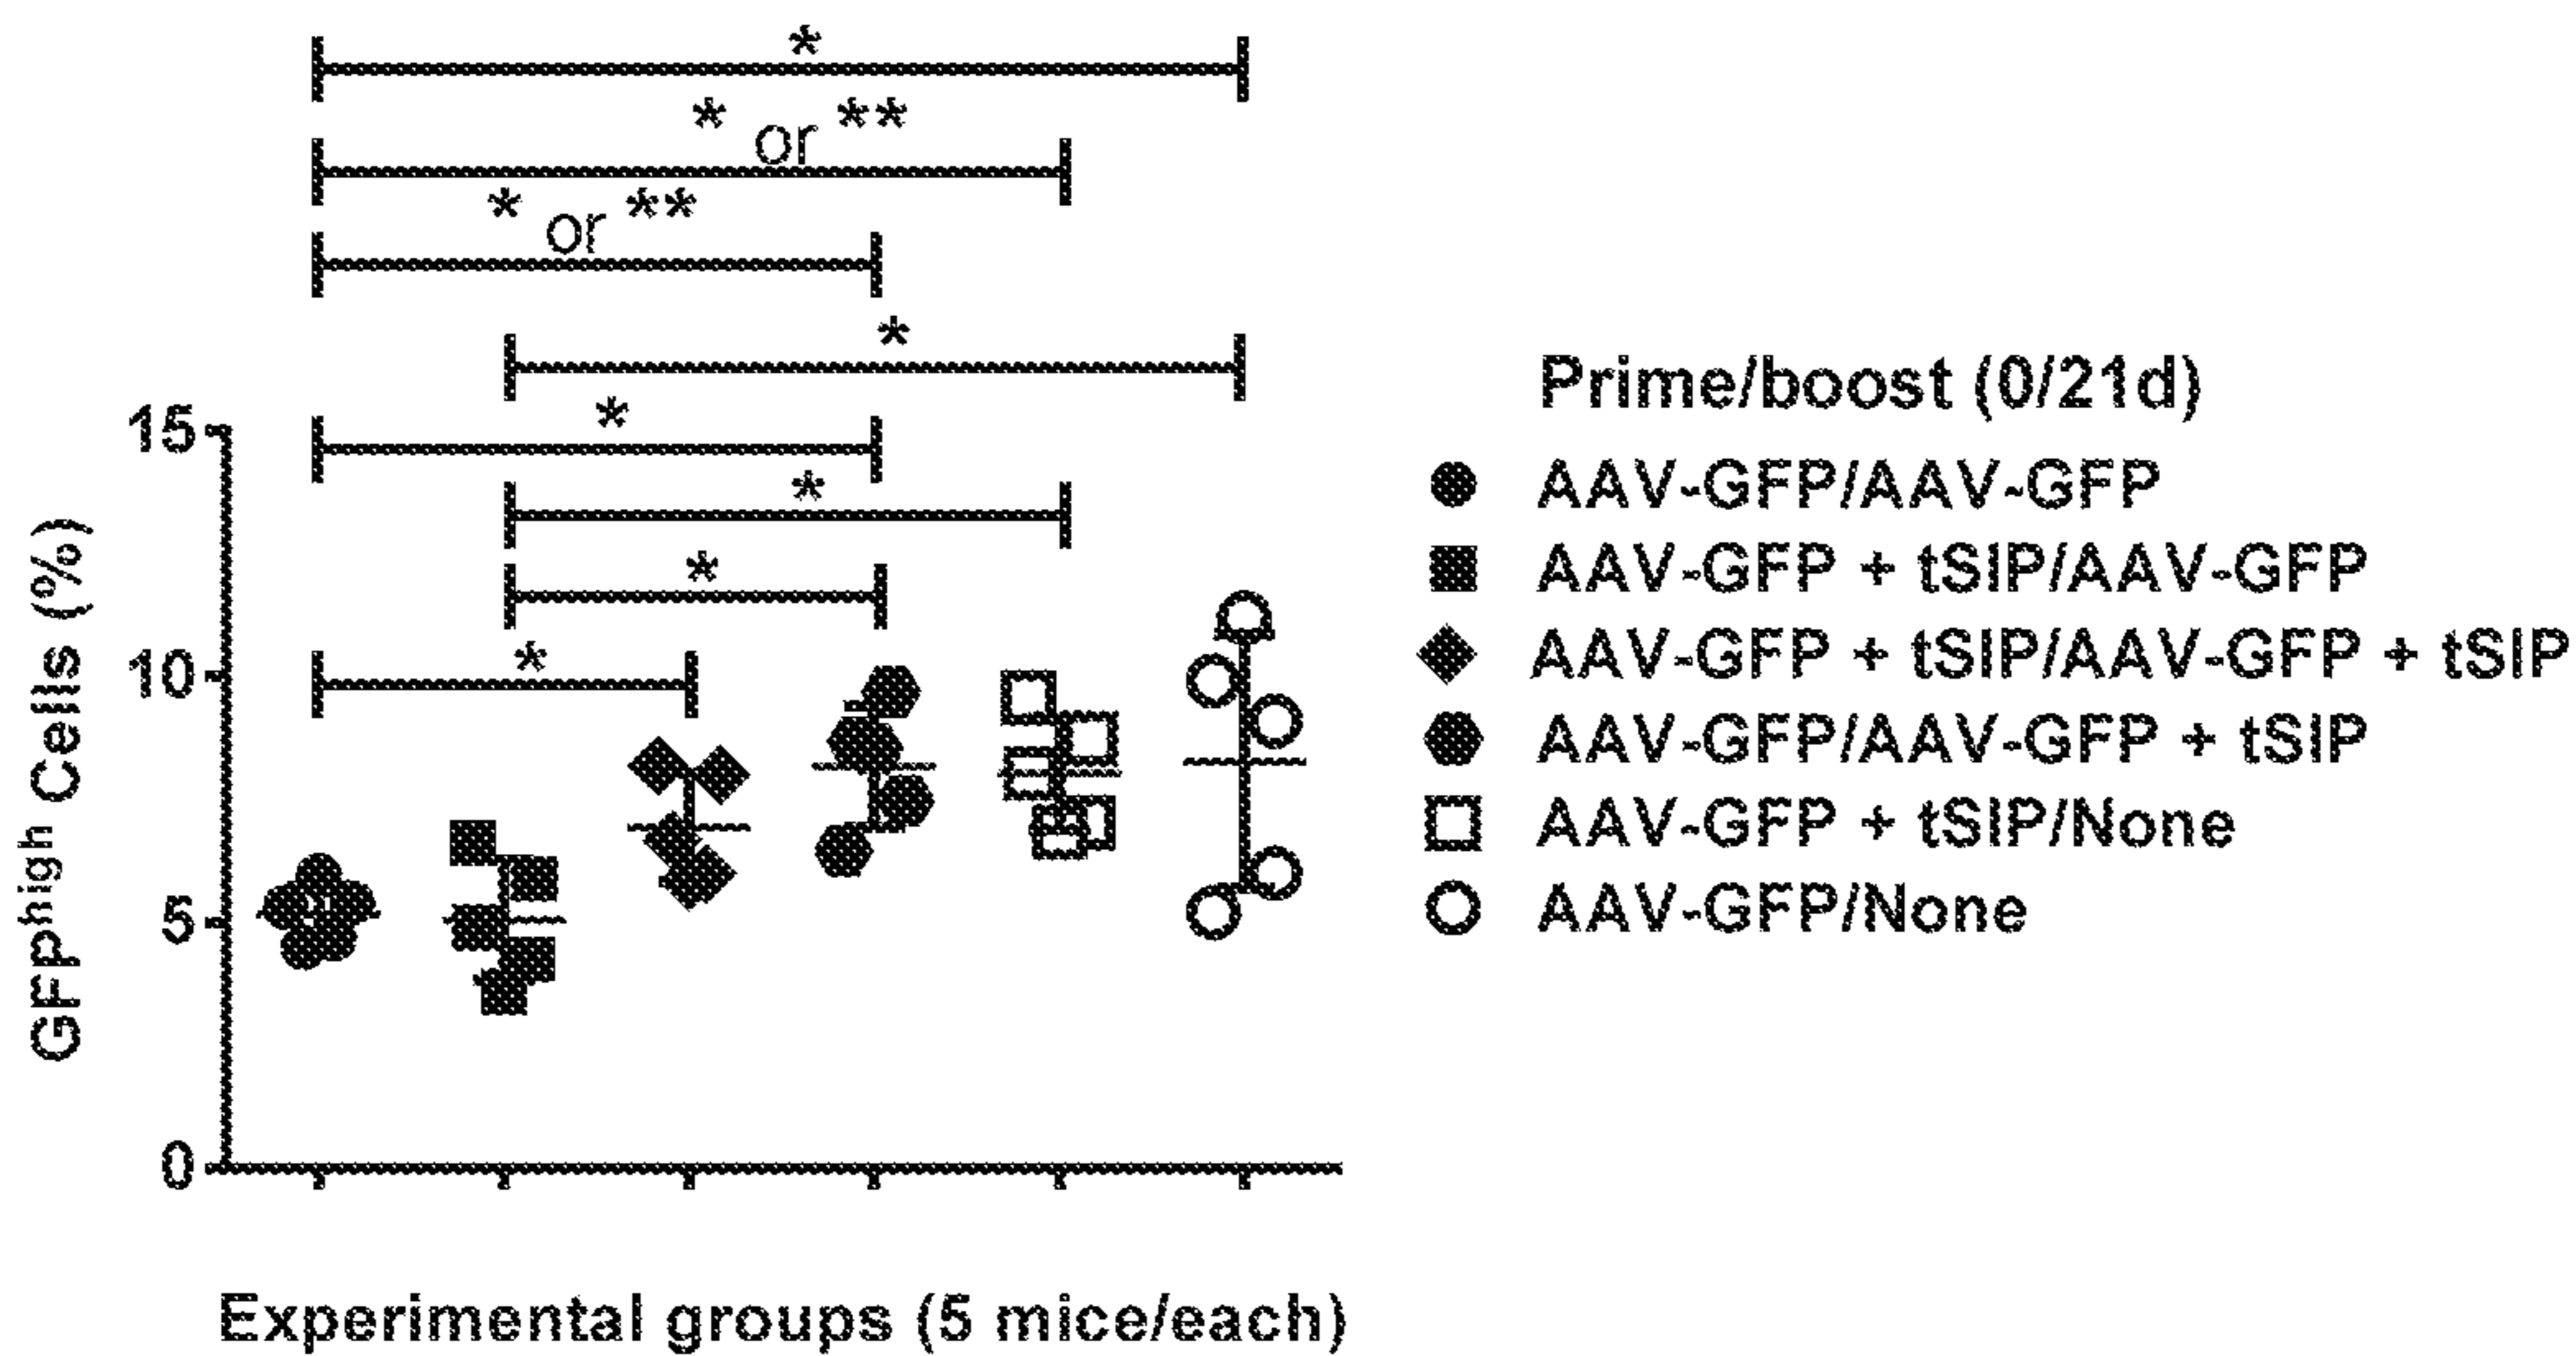 *
* or **
* or **
*
*
*
*
*
15
10
5
0
GFP^high Cells (%)
Experimental groups (5 mice/each)
Prime/boost (0/21d)
AAV-GFP/AAV-GFP
AAV-GFP + tSIP/AAV-GFP
AAV-GFP + tSIP/AAV-GFP + tSIP
AAV-GFP/AAV-GFP + tSIP
AAV-GFP + tSIP/None
AAV-GFP/None